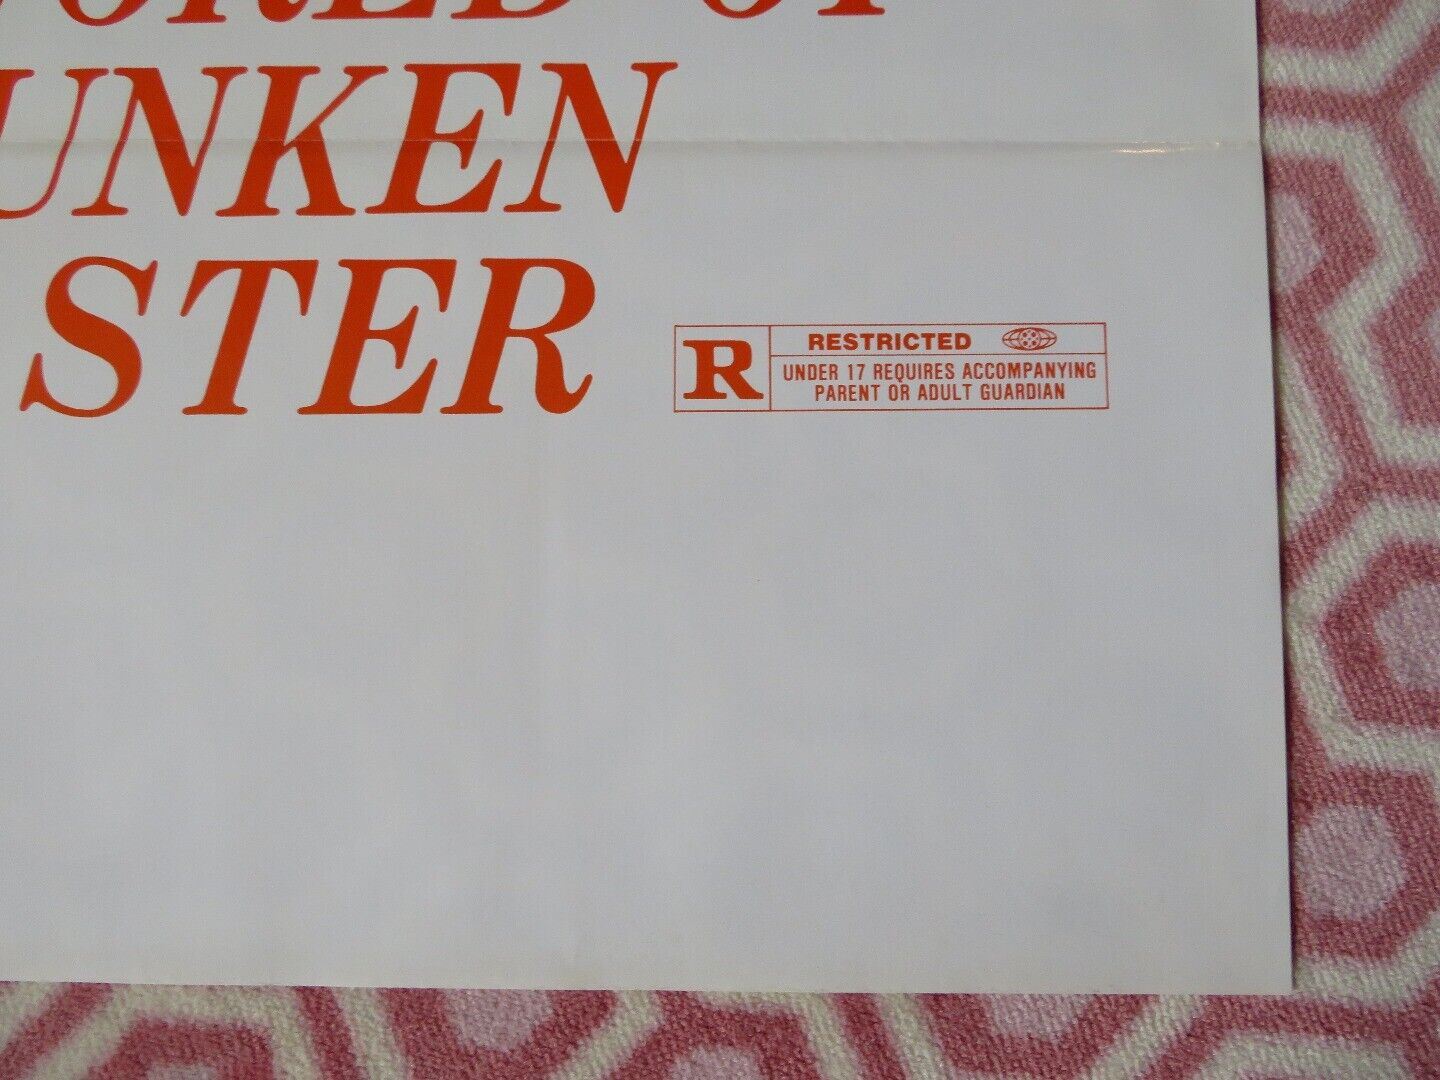 UNKEN
STER
R RESTRICTED
UNDER 17 REQUIRES ACCOMPANYING
PARENT OR ADULT GUARDIAN